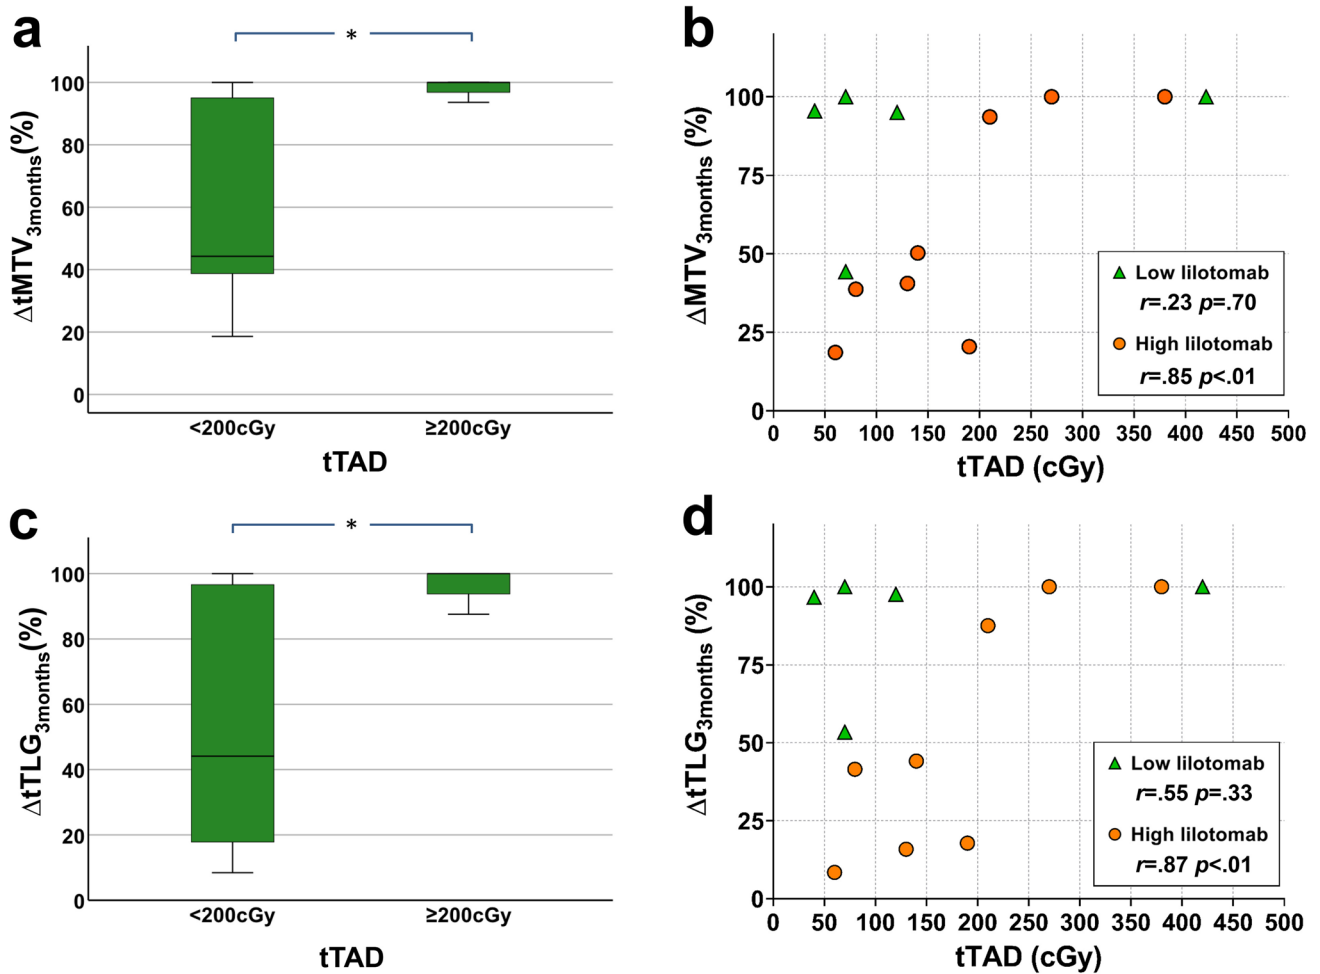 a
*
ΔtMTV3months(%)
100
80
60
40
20
0
<200cGy
≥200cGy
tTAD
b
ΔMTV3months (%)
100
75
50
25
0
0 50 100 150 200 250 300 350 400 450 500
tTAD (cGy)
Low lilotomab
r=.23 p=.70
High lilotomab
r=.85 p<.01
c
*
ΔtTLG3months(%)
100
80
60
40
20
0
<200cGy
≥200cGy
tTAD
d
ΔtTLG3months (%)
100
75
50
25
0
0 50 100 150 200 250 300 350 400 450 500
tTAD (cGy)
Low lilotomab
r=.55 p=.33
High lilotomab
r=.87 p<.01